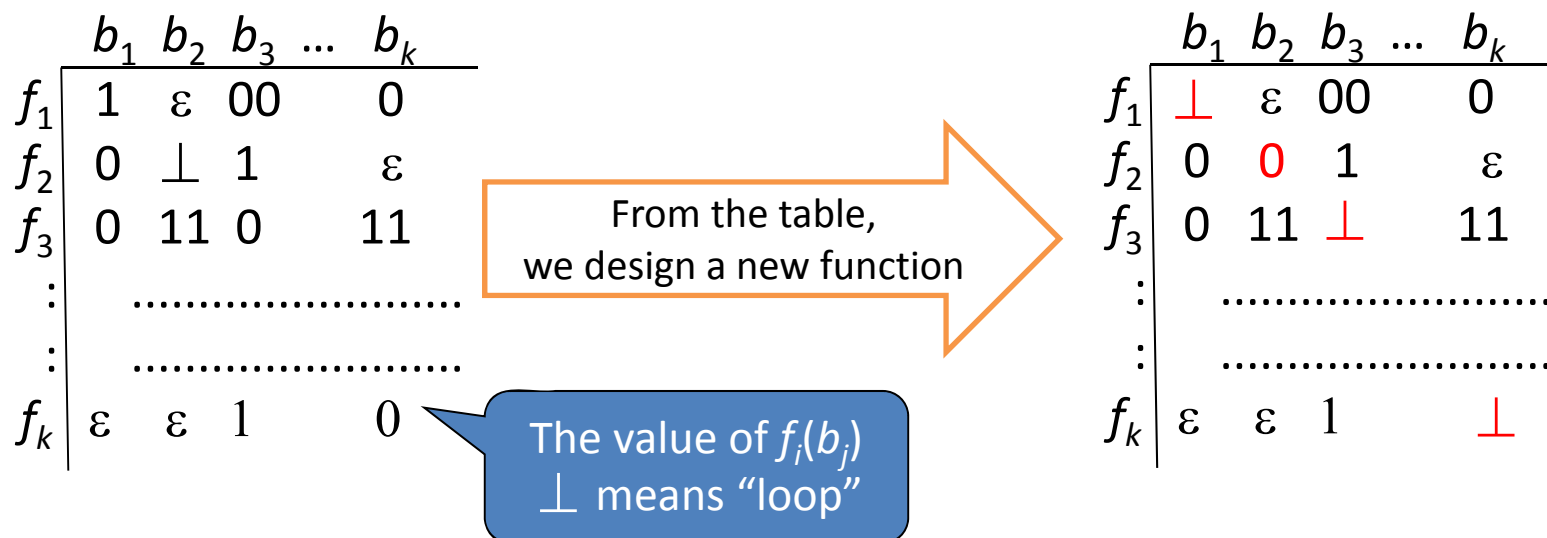 b₁ b₂ b₃ ... bₖ
f₁ 1 ε 00 0
f₂ 0 ⊥ 1 ε
f₃ 0 11 0 11
: ........................
: ........................
fₖ ε ε 1 0
From the table,
we design a new function
The value of fᵢ(bⱼ)
⊥ means “loop”
b₁ b₂ b₃ ... bₖ
f₁ ⊥ ε 00 0
f₂ 0 0 1 ε
f₃ 0 11 ⊥ 11
: ........................
: ........................
fₖ ε ε 1 ⊥